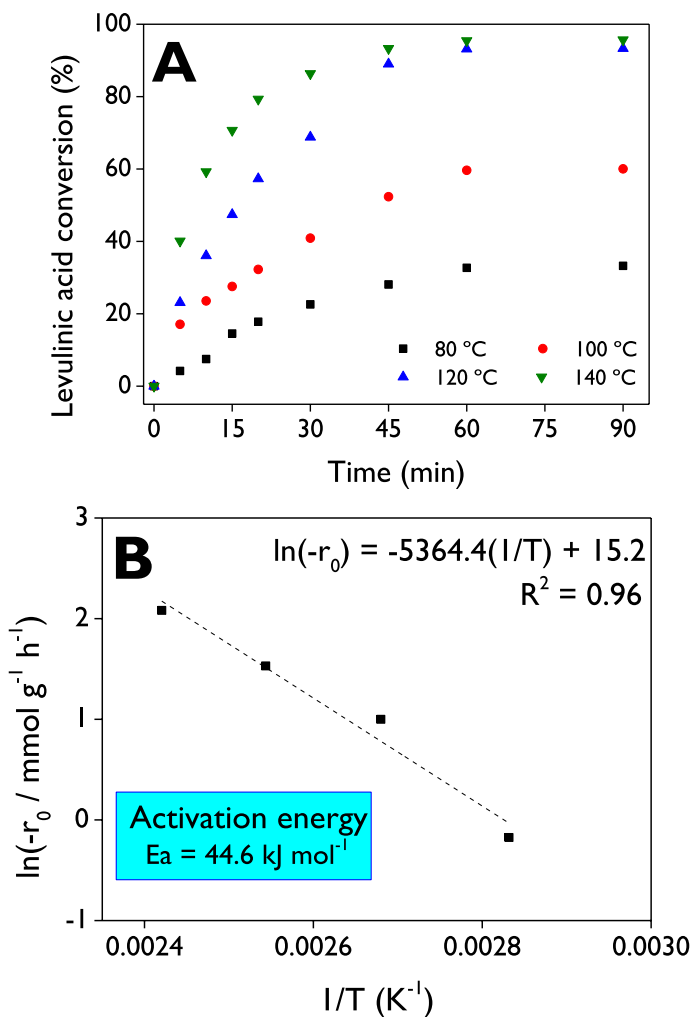 A
Levulinic acid conversion (%)
100
80
60
40
20
0
80 °C
100 °C
120 °C
140 °C
0 15 30 45 60 75 90
Time (min)
B
ln(-r₀) = -5364.4(1/T) + 15.2
R² = 0.96
ln(-r₀ / mmol g⁻¹ h⁻¹)
3
2
1
0
-1
Activation energy
Ea = 44.6 kJ mol⁻¹
0.0024 0.0026 0.0028 0.0030
1/T (K⁻¹)